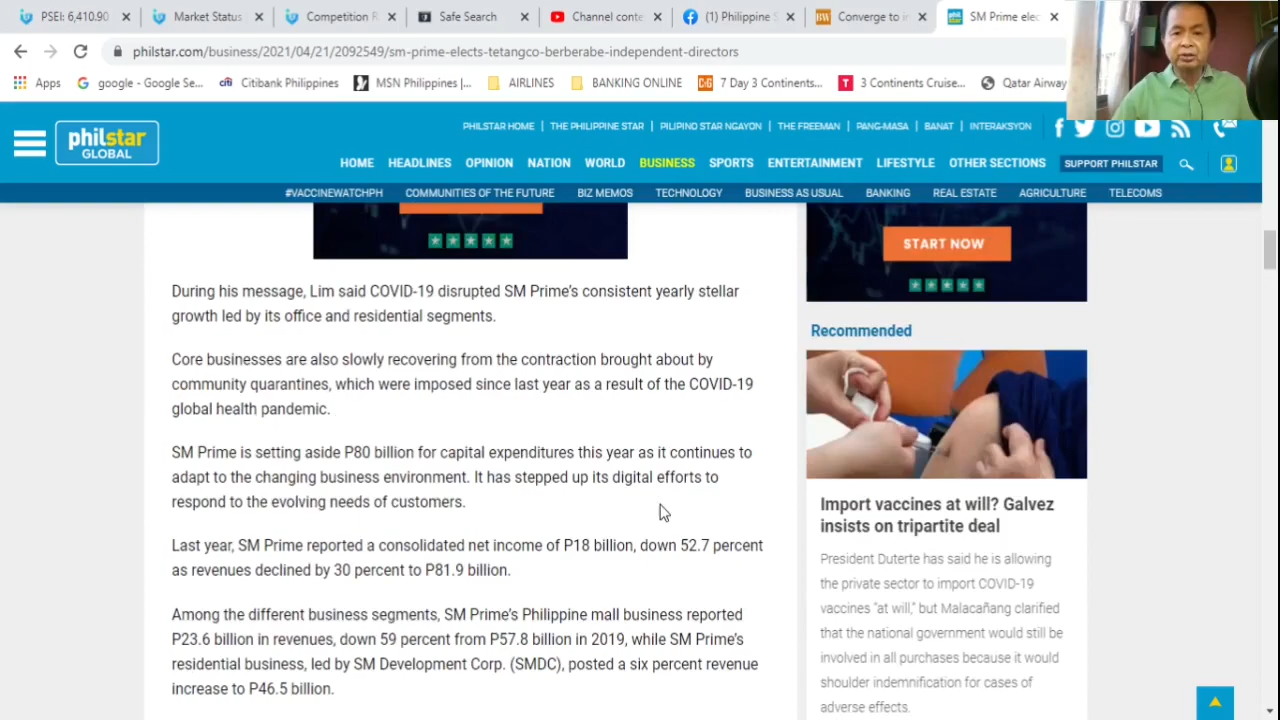 PSEI: 6,410.90
Market Status
Competition R
Safe Search
Channel conte
(1) Philippine S
Converge to i
SM Prime elec
philstar.com/business/2021/04/21/2092549/sm-prime-elects-tetangco-berberabe-independent-directors
Apps
google - Google Se...
Citibank Philippines
MSN Philippines |...
AIRLINES
BANKING ONLINE
7 Day 3 Continents...
3 Continents Cruise...
Qatar Airway
philstar
GLOBAL
PHILSTAR HOME | THE PHILIPPINE STAR | PILIPINO STAR NGAYON | THE FREEMAN | PANG-MASA | BANAT | INTERAKSYON
HOME HEADLINES OPINION NATION WORLD BUSINESS SPORTS ENTERTAINMENT LIFESTYLE OTHER SECTIONS SUPPORT PHILSTAR
#VACCINEWATCHPH COMMUNITIES OF THE FUTURE BIZ MEMOS TECHNOLOGY BUSINESS AS USUAL BANKING REAL ESTATE AGRICULTURE TELECOMS
During his message, Lim said COVID-19 disrupted SM Prime's consistent yearly stellar
growth led by its office and residential segments.
Core businesses are also slowly recovering from the contraction brought about by
community quarantines, which were imposed since last year as a result of the COVID-19
global health pandemic.
SM Prime is setting aside P80 billion for capital expenditures this year as it continues to
adapt to the changing business environment. It has stepped up its digital efforts to
respond to the evolving needs of customers.
Last year, SM Prime reported a consolidated net income of P18 billion, down 52.7 percent
as revenues declined by 30 percent to P81.9 billion.
Among the different business segments, SM Prime's Philippine mall business reported
P23.6 billion in revenues, down 59 percent from P57.8 billion in 2019, while SM Prime's
residential business, led by SM Development Corp. (SMDC), posted a six percent revenue
increase to P46.5 billion.
START NOW
Recommended
Import vaccines at will? Galvez
insists on tripartite deal
President Duterte has said he is allowing
the private sector to import COVID-19
vaccines "at will," but Malacañang clarified
that the national government would still be
involved in all purchases because it would
shoulder indemnification for cases of
adverse effects.